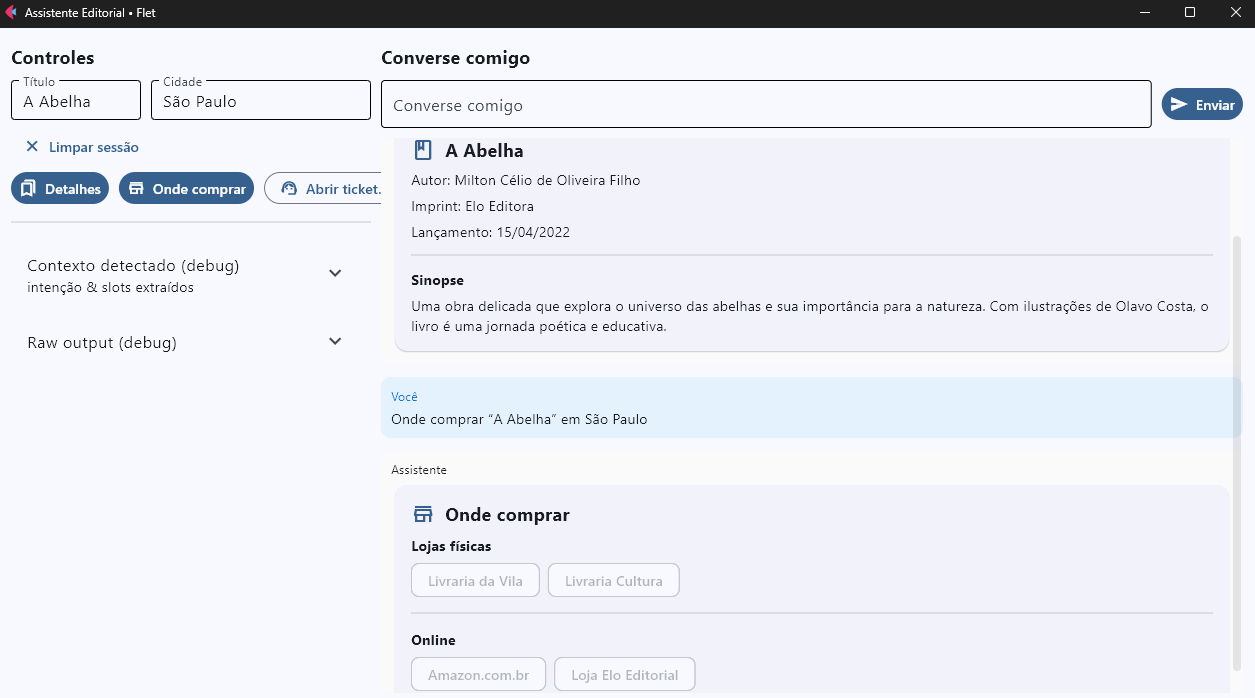 Assistente Editorial • Flet
Controles
Título
A Abelha
Cidade
São Paulo
Limpar sessão
Detalhes
Onde comprar
Abrir ticket.
Contexto detectado (debug)
intenção & slots extraídos
Raw output (debug)
Converse comigo
Converse comigo
Enviar
A Abelha
Autor: Milton Célio de Oliveira Filho
Imprint: Elo Editora
Lançamento: 15/04/2022
Sinopse
Uma obra delicada que explora o universo das abelhas e sua importância para a natureza. Com ilustrações de Olavo Costa, o
livro é uma jornada poética e educativa.
Você
Onde comprar “A Abelha” em São Paulo
Assistente
Onde comprar
Lojas físicas
Livraria da Vila
Livraria Cultura
Online
Amazon.com.br
Loja Elo Editorial